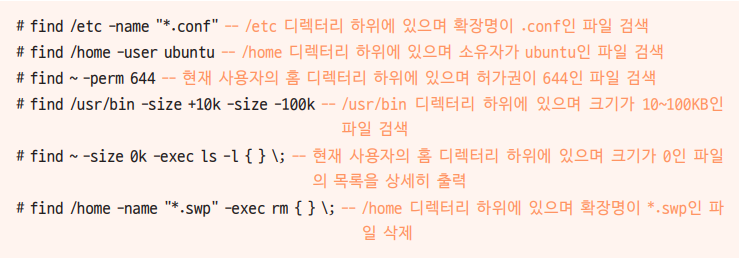 # find /etc -name "*.conf" -- /etc 디렉터리 하위에 있으며 확장명이 .conf인 파일 검색
# find /home -user ubuntu -- /home 디렉터리 하위에 있으며 소유자가 ubuntu인 파일 검색
# find ~ -perm 644 -- 현재 사용자의 홈 디렉터리 하위에 있으며 허가권이 644인 파일 검색
# find /usr/bin -size +10k -size -100k -- /usr/bin 디렉터리 하위에 있으며 크기가 10~100KB인
파일 검색
# find ~ -size 0k -exec ls -l { } \; -- 현재 사용자의 홈 디렉터리 하위에 있으며 크기가 0인 파일
의 목록을 상세히 출력
# find /home -name "*.swp" -exec rm { } \; -- /home 디렉터리 하위에 있으며 확장명이 *.swp인 파
일 삭제